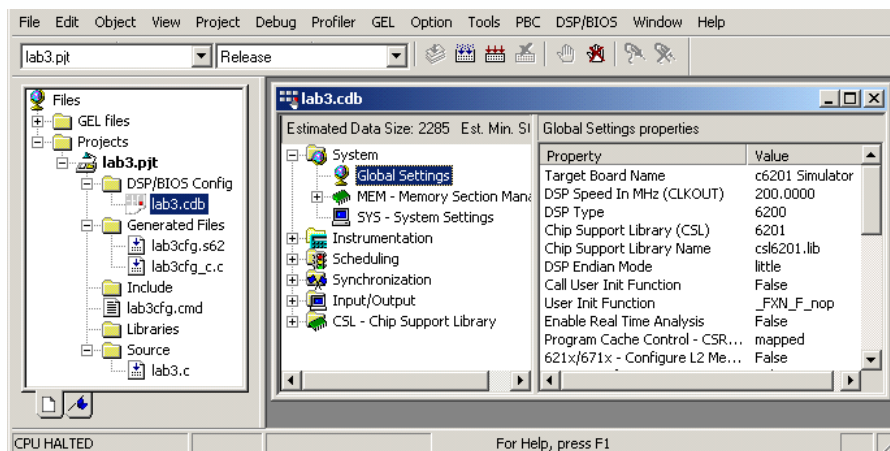 File Edit Object View Project Debug Profiler GEL Option Tools PBC DSP/BIOS Window Help
lab3.pjt Release
Files
GEL files
Projects
lab3.pjt
DSP/BIOS Config
lab3.cdb
Generated Files
lab3cfg.s62
lab3cfg_c.c
Include
lab3cfg.cmd
Libraries
Source
lab3.c
lab3.cdb
Estimated Data Size: 2285 Est. Min. St
System
Global Settings
MEM - Memory Section Mana
SYS - System Settings
Instrumentation
Scheduling
Synchronization
Input/Output
CSL - Chip Support Library
Global Settings properties
Property Value
Target Board Name c6201 Simulator
DSP Speed In MHz (CLKOUT) 200.0000
DSP Type 6200
Chip Support Library (CSL) 6201
Chip Support Library Name csl6201.lib
DSP Endian Mode little
Call User Init Function False
User Init Function _FXN_F_nop
Enable Real Time Analysis False
Program Cache Control - CSR... mapped
621x/671x - Configure L2 Me... False
CPU HALTED For Help, press F1